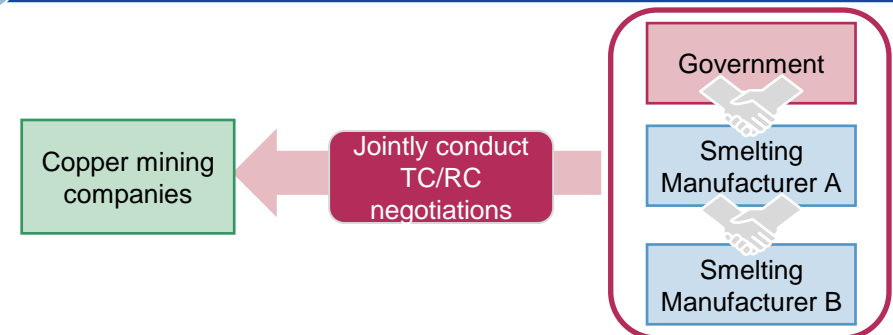 Government
Copper mining
companies
Jointly conduct
TC/RC
negotiations
Smelting
Manufacturer A
Smelting
Manufacturer B